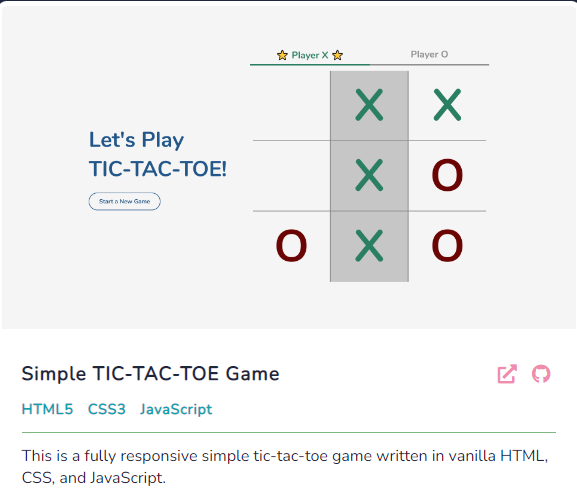 Player X
Player O
X X
Let's Play
TIC-TAC-TOE!
X O
Start a New Game
O X O
Simple TIC-TAC-TOE Game
HTML5 CSS3 JavaScript
This is a fully responsive simple tic-tac-toe game written in vanilla HTML,
CSS, and JavaScript.